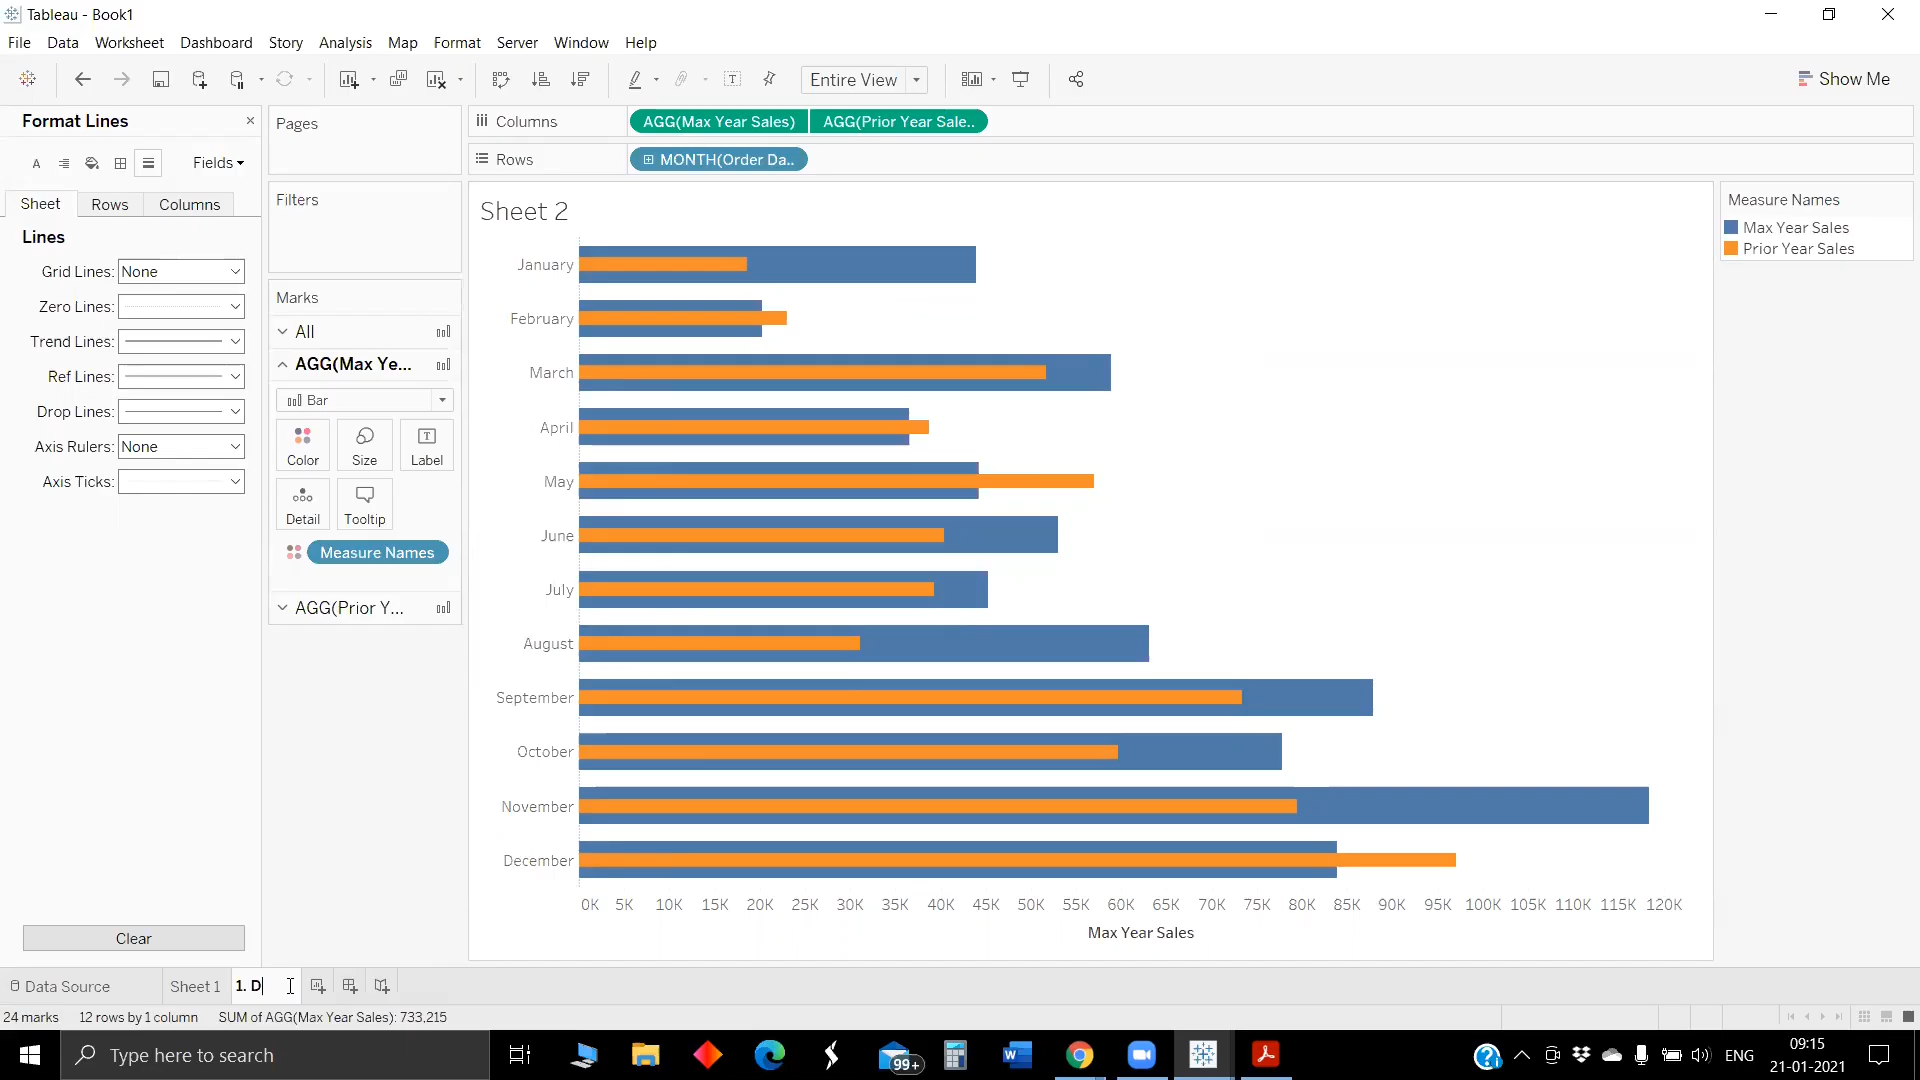 Tableau - Book1
File Data Worksheet Dashboard Story Analysis Map Format Server Window Help
Entire View
Show Me
Format Lines
Fields
Sheet Rows Columns
Lines
Grid Lines: None
Zero Lines:
Trend Lines:
Ref Lines:
Drop Lines:
Axis Rulers: None
Axis Ticks:
Clear
Pages
Filters
Marks
All
AGG(Max Ye...
Bar
Color Size Label
Detail Tooltip
Measure Names
AGG(Prior Y...
Columns AGG(Max Year Sales) AGG(Prior Year Sale..
Rows MONTH(Order Da..
Sheet 2
January
February
March
April
May
June
July
August
September
October
November
December
0K 5K 10K 15K 20K 25K 30K 35K 40K 45K 50K 55K 60K 65K 70K 75K 80K 85K 90K 95K 100K 105K 110K 115K 120K
Max Year Sales
Measure Names
Max Year Sales
Prior Year Sales
Data Source Sheet 1 1. D
24 marks 12 rows by 1 column SUM of AGG(Max Year Sales): 733,215
Type here to search
99+
ENG
09:15
21-01-2021